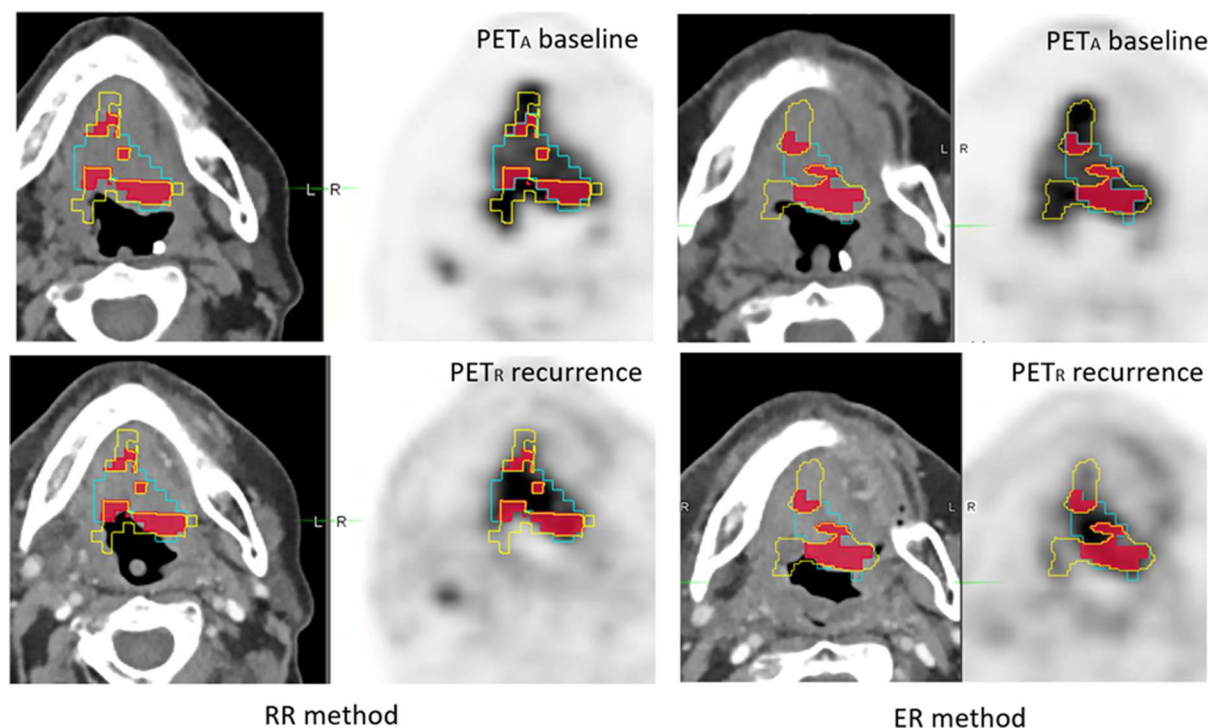 PETA baseline
PETA baseline
L R
L R
PETR recurrence
PETR recurrence
L R
R L R
RR method
ER method